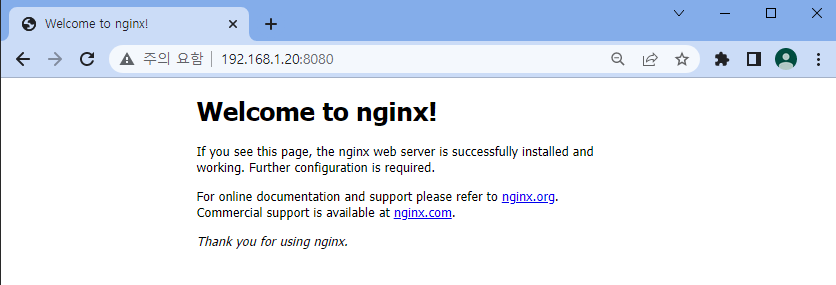 Welcome to nginx!
주의 요함 | 192.168.1.20:8080
Welcome to nginx!
If you see this page, the nginx web server is successfully installed and
working. Further configuration is required.
For online documentation and support please refer to nginx.org.
Commercial support is available at nginx.com.
Thank you for using nginx.